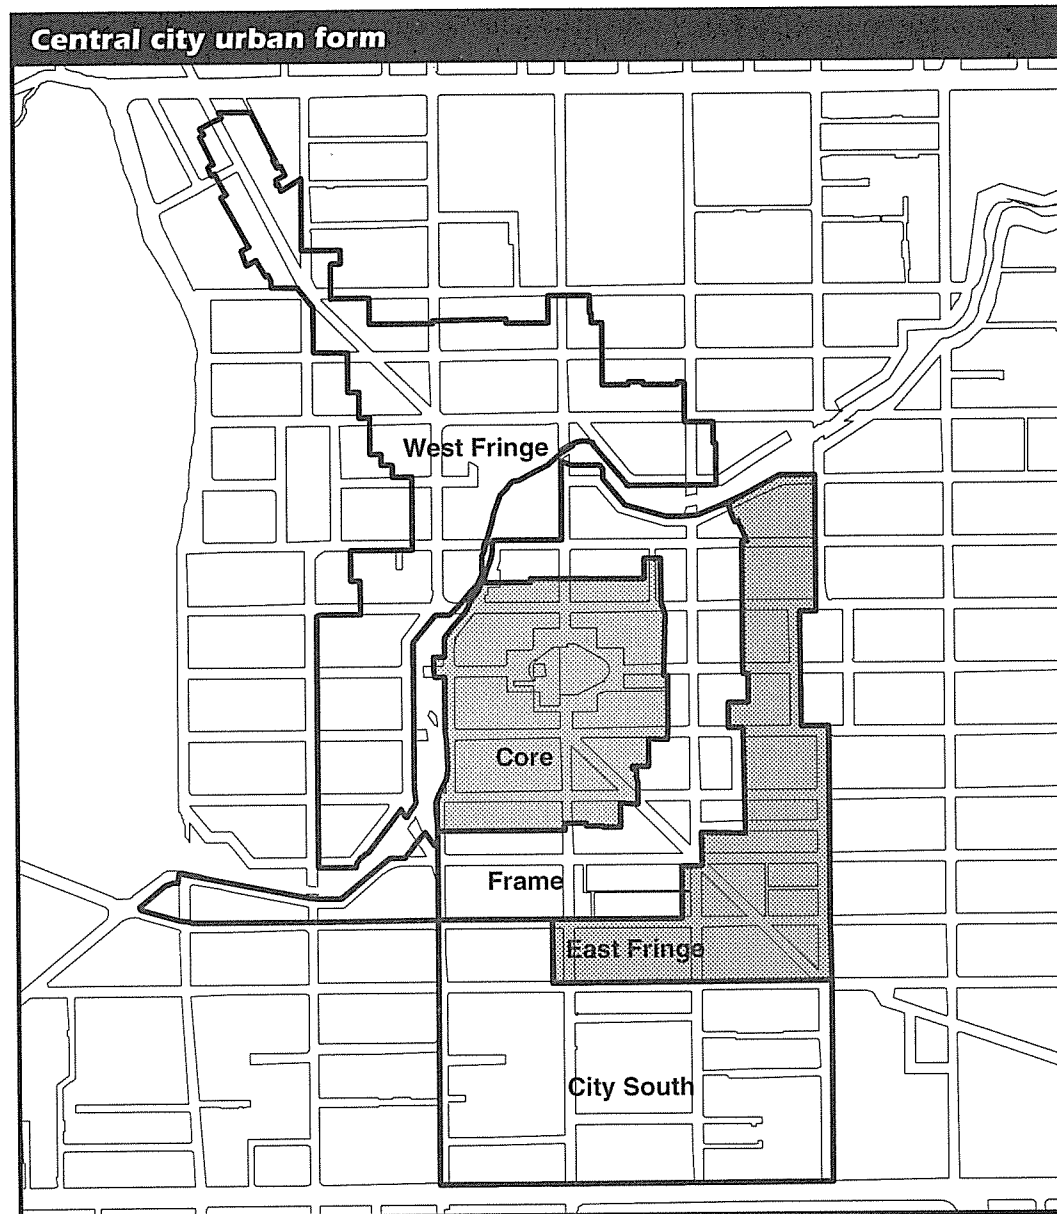 Central city urban form
West Fringe
Core
Frame
East Fringe
City South